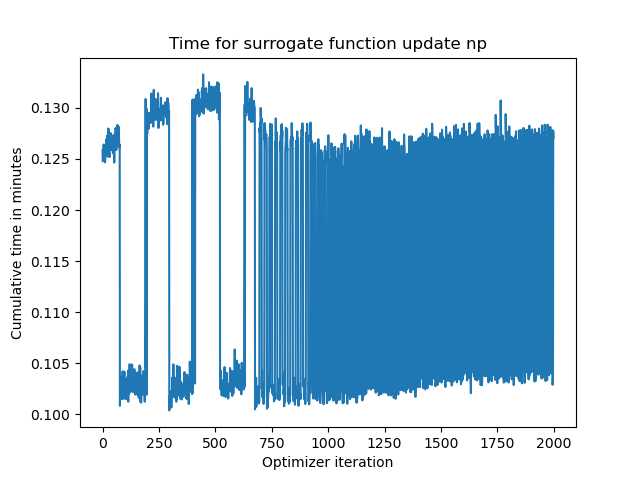 Time for surrogate function update np
Cumulative time in minutes
0.130
0.125
0.120
0.115
0.110
0.105
0.100
0 250 500 750 1000 1250 1500 1750 2000
Optimizer iteration